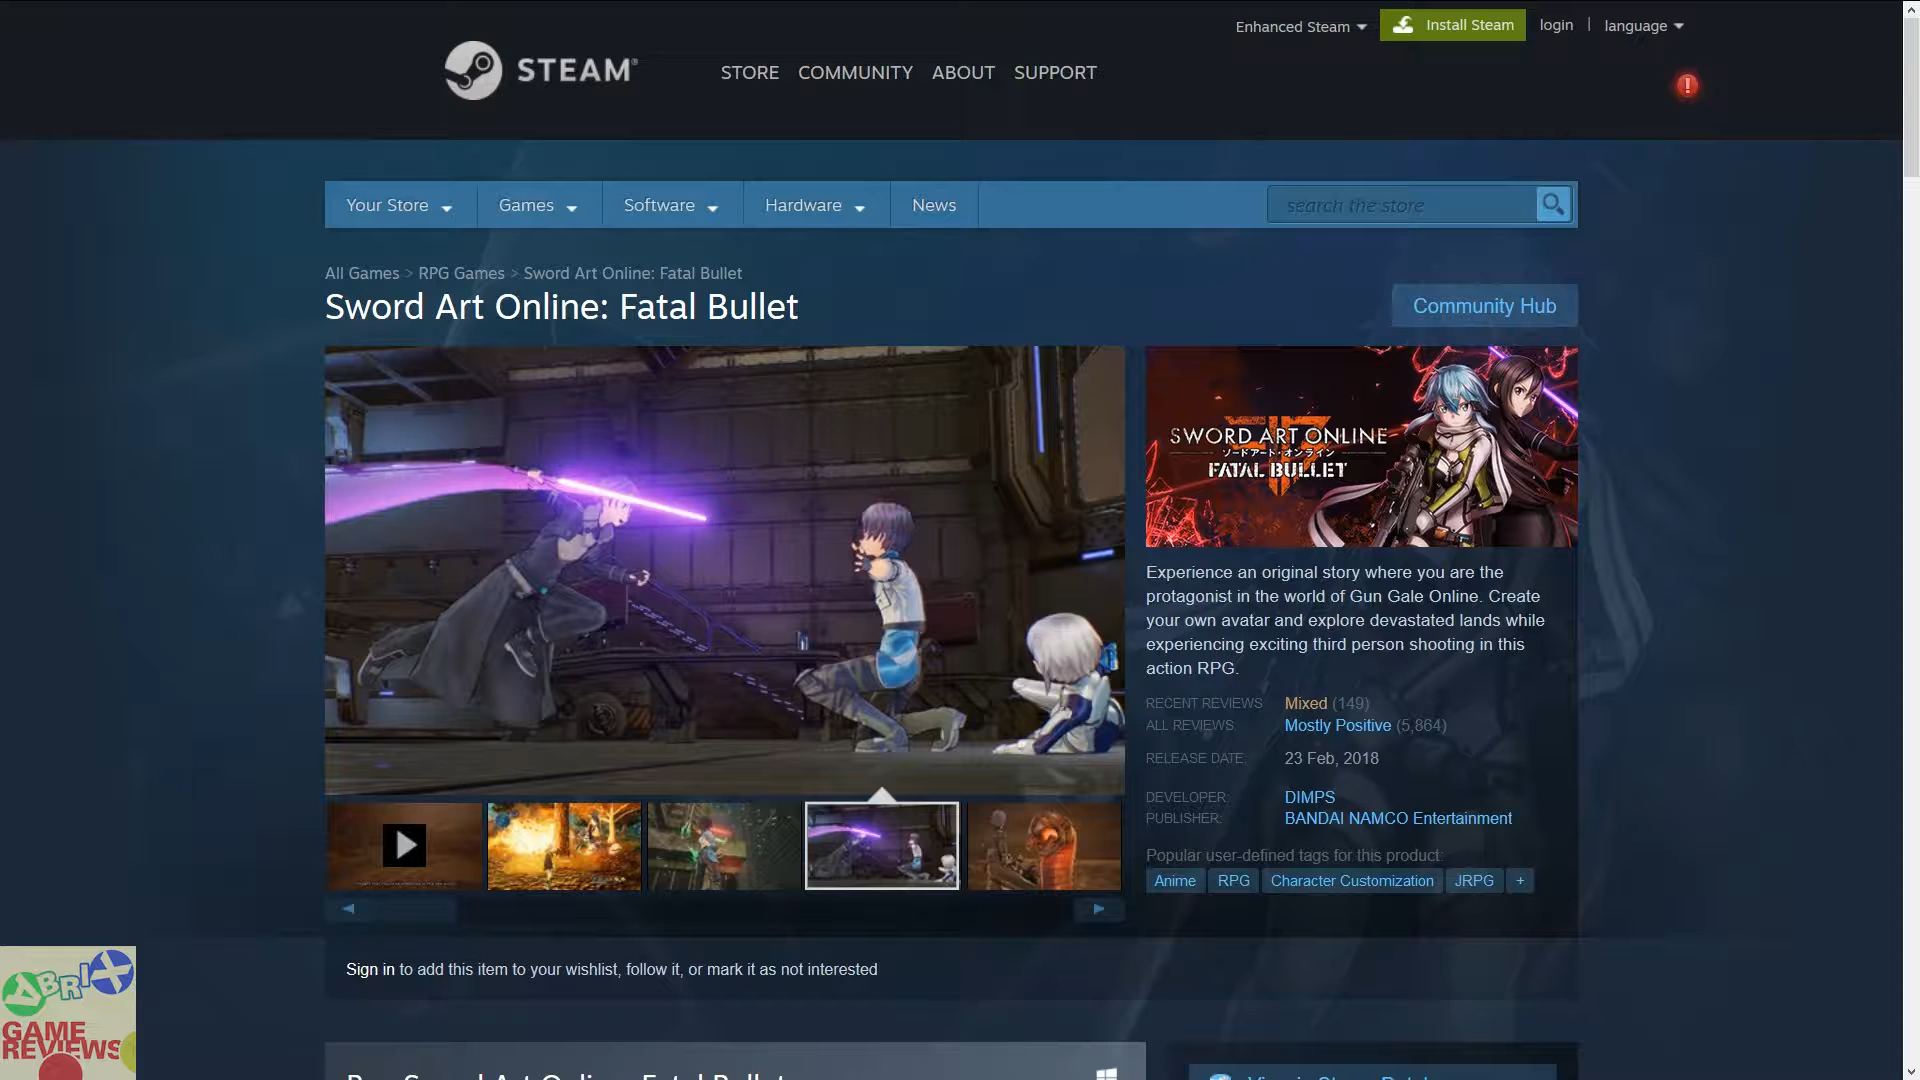 Enhanced Steam
Install Steam
login | language
STEAM®
STORE COMMUNITY ABOUT SUPPORT
Your Store Games Software Hardware News
search the store
All Games > RPG Games > Sword Art Online: Fatal Bullet
Sword Art Online: Fatal Bullet
Community Hub
SWORD ART ONLINE
ソードアート・オンライン
FATAL BULLET
Experience an original story where you are the
protagonist in the world of Gun Gale Online. Create
your own avatar and explore devastated lands while
experiencing exciting third person shooting in this
action RPG.
RECENT REVIEWS: Mixed (149)
ALL REVIEWS: Mostly Positive (5,864)
RELEASE DATE: 23 Feb, 2018
DEVELOPER: DIMPS
PUBLISHER: BANDAI NAMCO Entertainment
Popular user-defined tags for this product:
Anime RPG Character Customization JRPG +
Sign in to add this item to your wishlist, follow it, or mark it as not interested
ABRIX
GAME
REVIEWS